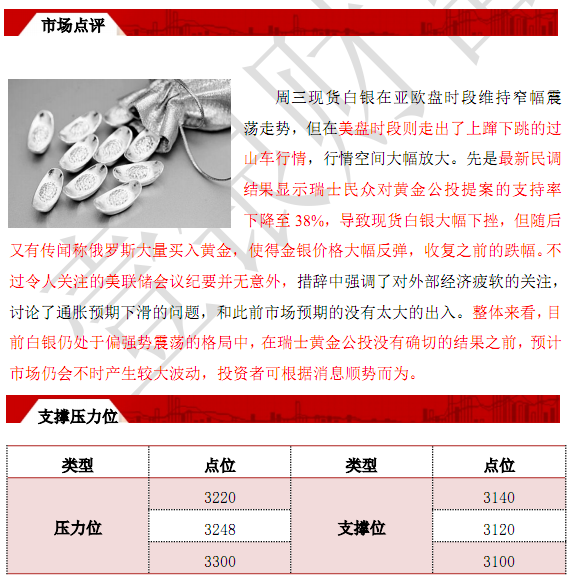 市场点评
周三现货白银在亚欧盘时段维持窄幅震
荡走势，但在美盘时段则走出了上蹿下跳的过
山车行情，行情空间大幅放大。先是最新民调
结果显示瑞士民众对黄金公投提案的支持率
下降至 38%，导致现货白银大幅下挫，但随后
又有传闻称俄罗斯大量买入黄金，使得金银价格大幅反弹，收复之前的跌幅。不
过令人关注的美联储会议纪要并无意外，措辞中强调了对外部经济疲软的关注，
讨论了通胀预期下滑的问题，和此前市场预期的没有太大的出入。整体来看，目
前白银仍处于偏强势震荡的格局中，在瑞士黄金公投没有确切的结果之前，预计
市场仍会不时产生较大波动，投资者可根据消息顺势而为。
支撑压力位
类型 点位 类型 点位
3220 3140
压力位 3248 支撑位 3120
3300 3100